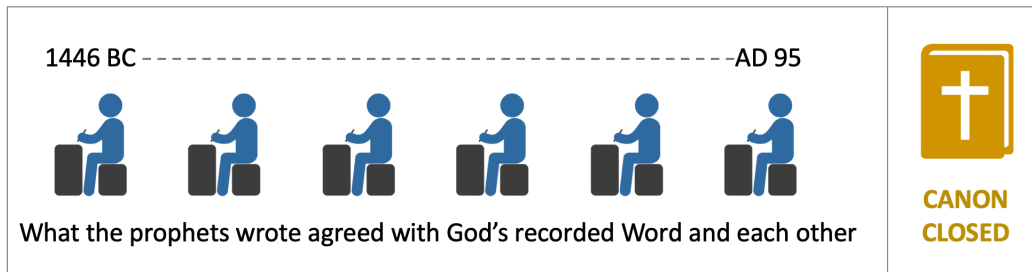 1446 BC AD 95
What the prophets wrote agreed with God’s recorded Word and each other
CANON
CLOSED